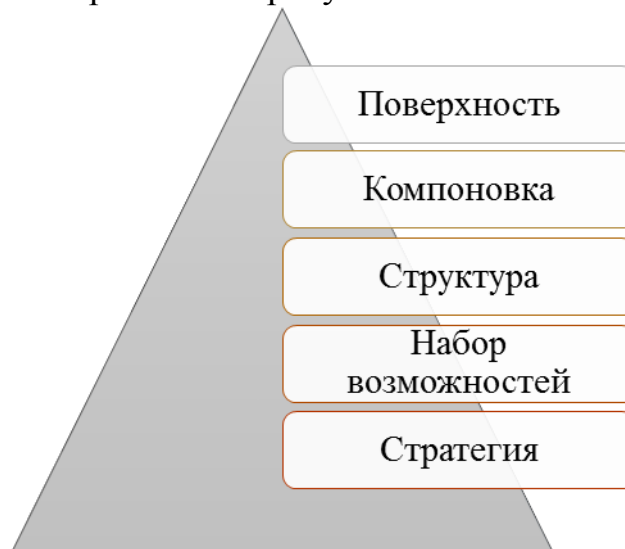 Поверхность
Компоновка
Структура
Набор
возможностей
Стратегия